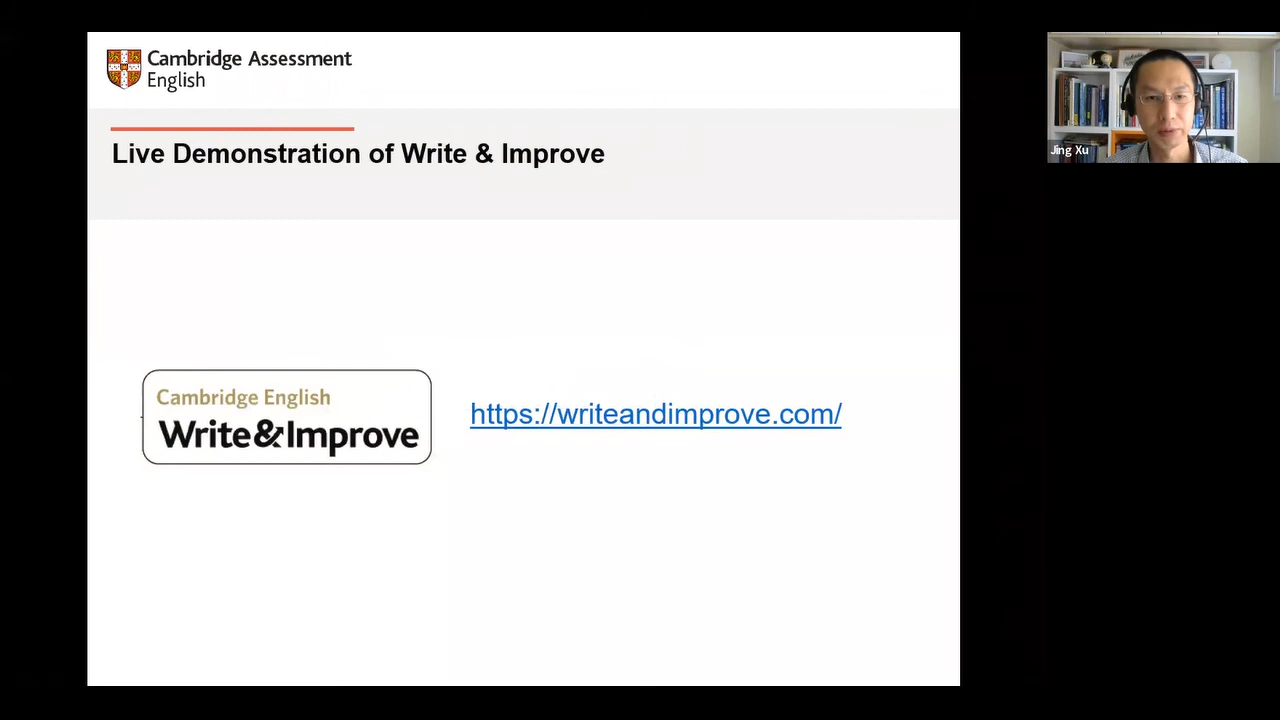 Cambridge Assessment
English
Live Demonstration of Write & Improve
Cambridge English
Write&Improve
https://writeandimprove.com/
Jing Xu